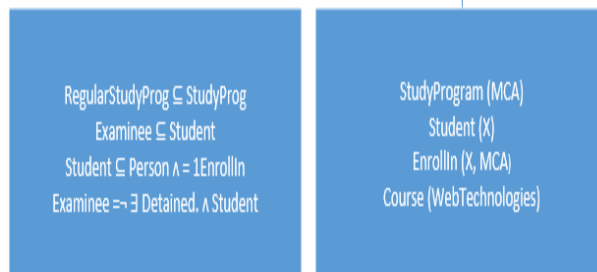 RegularStudyProg ⊆ StudyProg
Examinee ⊆ Student
Student ⊆ Person ∧ = 1EnrollIn
Examinee =¬ ∃ Detained. ∧ Student
StudyProgram (MCA)
Student (X)
EnrollIn (X, MCA)
Course (WebTechnologies)